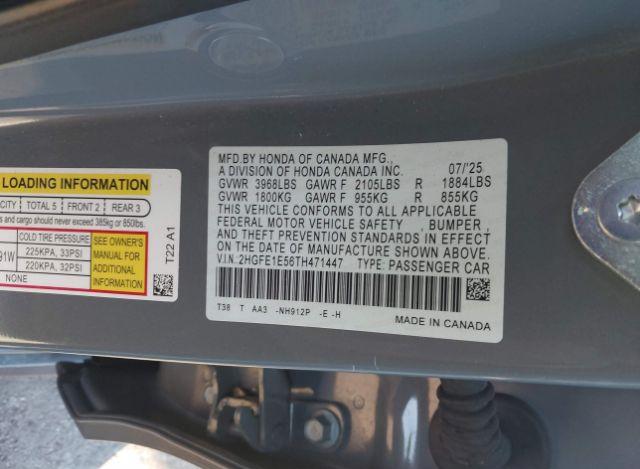 LOADING INFORMATION
CITY TOTAL 5 FRONT 2 REAR 3
s and cargo should never exceed 385kg or 850lbs.
COLD TIRE PRESSURE
91W
225KPA, 33PSI
220KPA, 32PSI
NONE
SEE OWNER'S
MANUAL FOR
ADDITIONAL
INFORMATION
T22 A1
MFD.BY HONDA OF CANADA MFG.,
A DIVISION OF HONDA CANADA INC. 07/'25
GVWR 3968LBS GAWR F 2105LBS R 1884LBS
GVWR 1800KG GAWR F 955KG R 855KG
THIS VEHICLE CONFORMS TO ALL APPLICABLE
FEDERAL MOTOR VEHICLE SAFETY , BUMPER ,
AND THEFT PREVENTION STANDARDS IN EFFECT
ON THE DATE OF MANUFACTURE SHOWN ABOVE.
V.I.N. 2HGFE1E56TH471447 TYPE: PASSENGER CAR
T38 T AA3 -NH912P -E -H
MADE IN CANADA